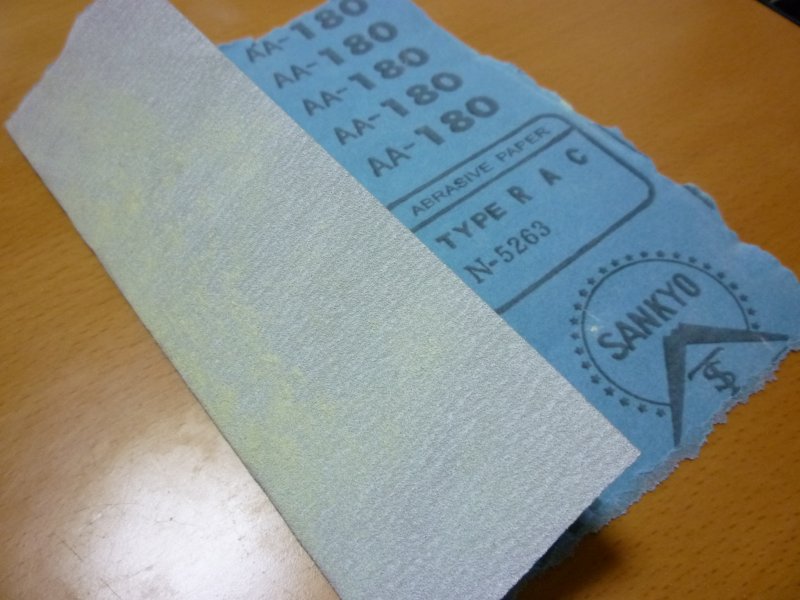 AA-180
AA-180
AA-180
AA-180
AA-180
ABRASIVE PAPER
TYPE R A C
N-5263
SANKYO